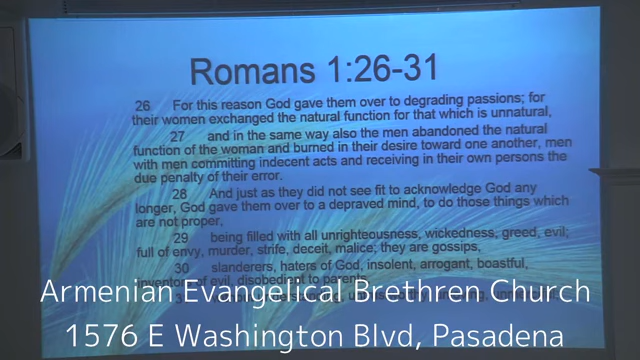 Romans 1:26-31
26 For this reason God gave them over to degrading passions; for
their women exchanged the natural function for that which is unnatural,
27 and in the same way also the men abandoned the natural
function of the woman and burned in their desire toward one another, men
with men committing indecent acts and receiving in their own persons the
due penalty of their error.
28 And just as they did not see fit to acknowledge God any
longer, God gave them over to a depraved mind, to do those things which
are not proper,
29 being filled with all unrighteousness, wickedness, greed, evil;
full of envy, murder, strife, deceit, malice; they are gossips,
30 slanderers, haters of God, insolent, arrogant, boastful,
of evil, disobedient to parents,
Armenian Evangelical Brethren Church
1576 E Washington Blvd, Pasadena